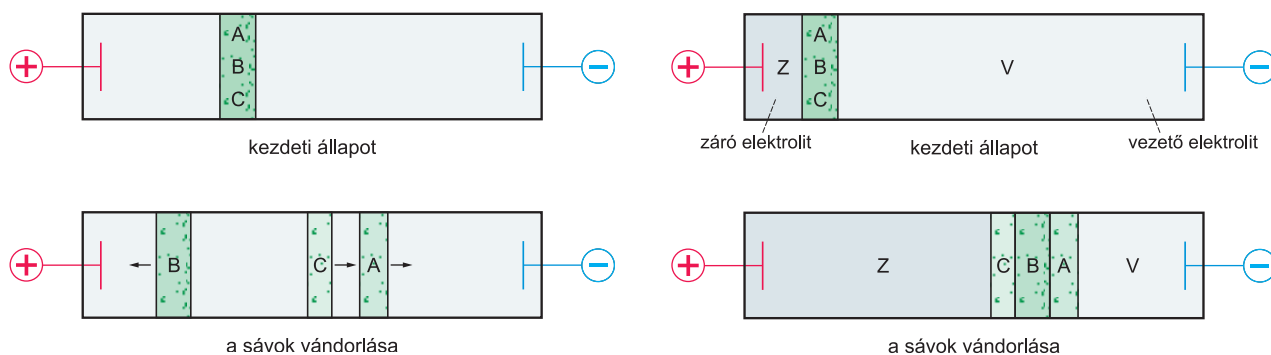 A
B
C
kezdeti állapot
B
C
A
a sávok vándorlása
Z
A
B
C
V
záró elektrolit
kezdeti állapot
vezető elektrolit
Z
C
B
A
V
a sávok vándorlása